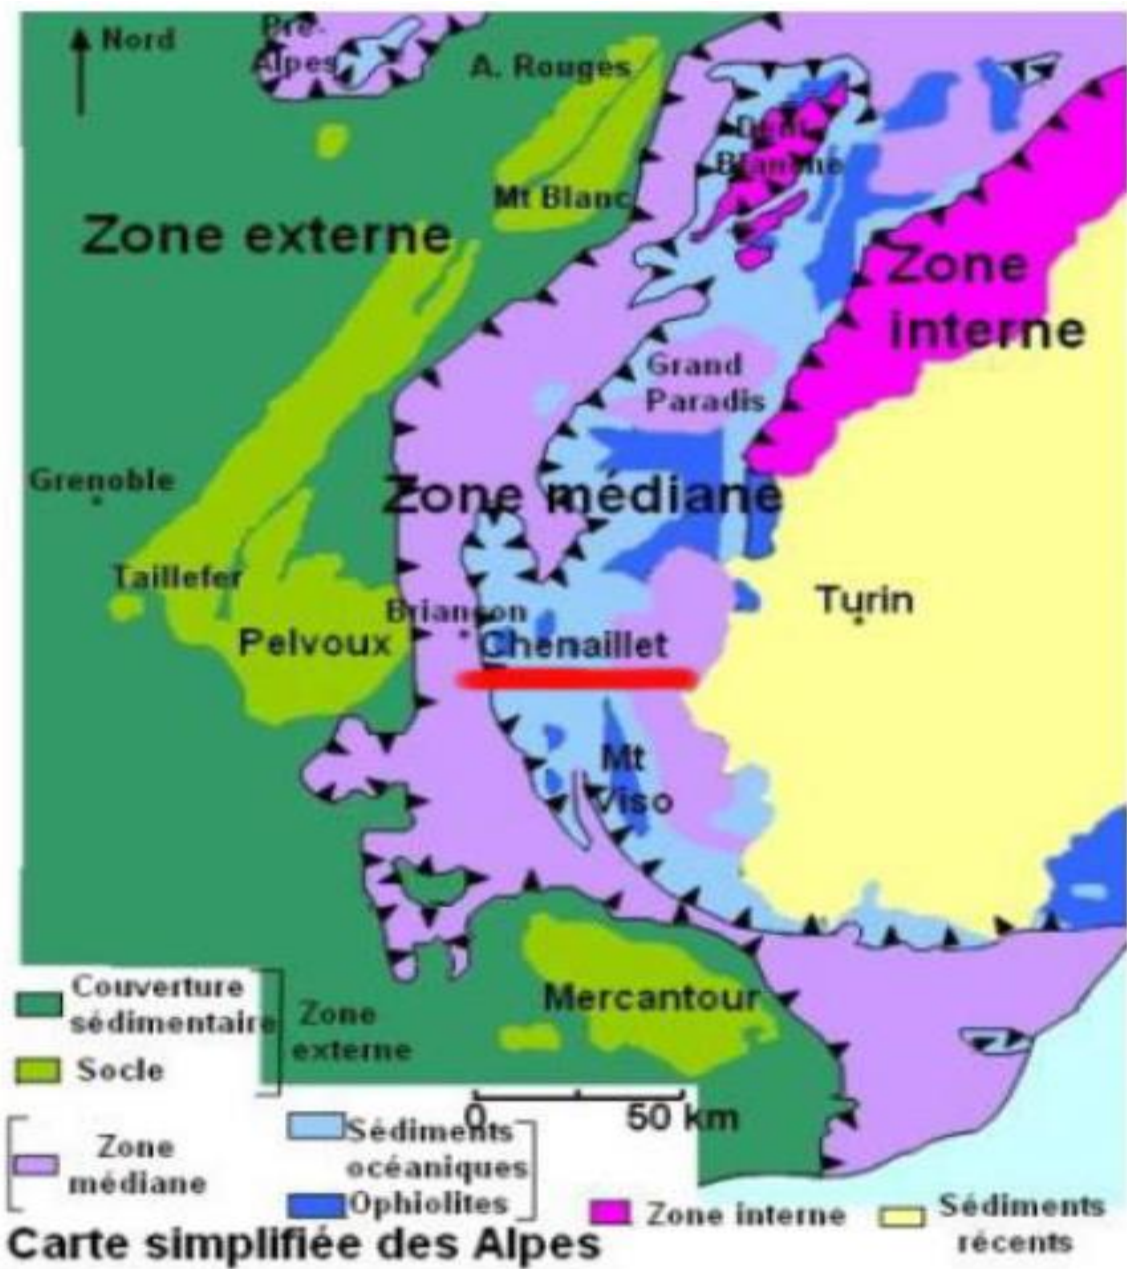 Nord
Pré-
Alpes
A. Rouges
Dent
Blanche
Mt Blanc
Zone externe
Zone
interne
Grand
Paradis
Grenoble
Zone médiane
Taillefer
Briançon
Turin
Pelvoux
Chenaillet
Mt
Viso
Mercantour
Couverture
sédimentaire
Zone
externe
Socle
0 50 km
Zone
médiane
Sédiments
océaniques
Ophiolites
Zone interne
Sédiments
récents
Carte simplifiée des Alpes